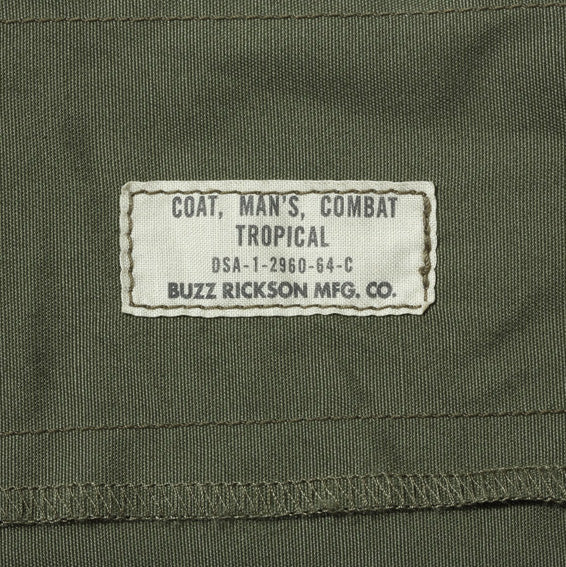 COAT, MAN'S, COMBAT
TROPICAL
DSA-1-2960-64-C
BUZZ RICKSON MFG. CO.